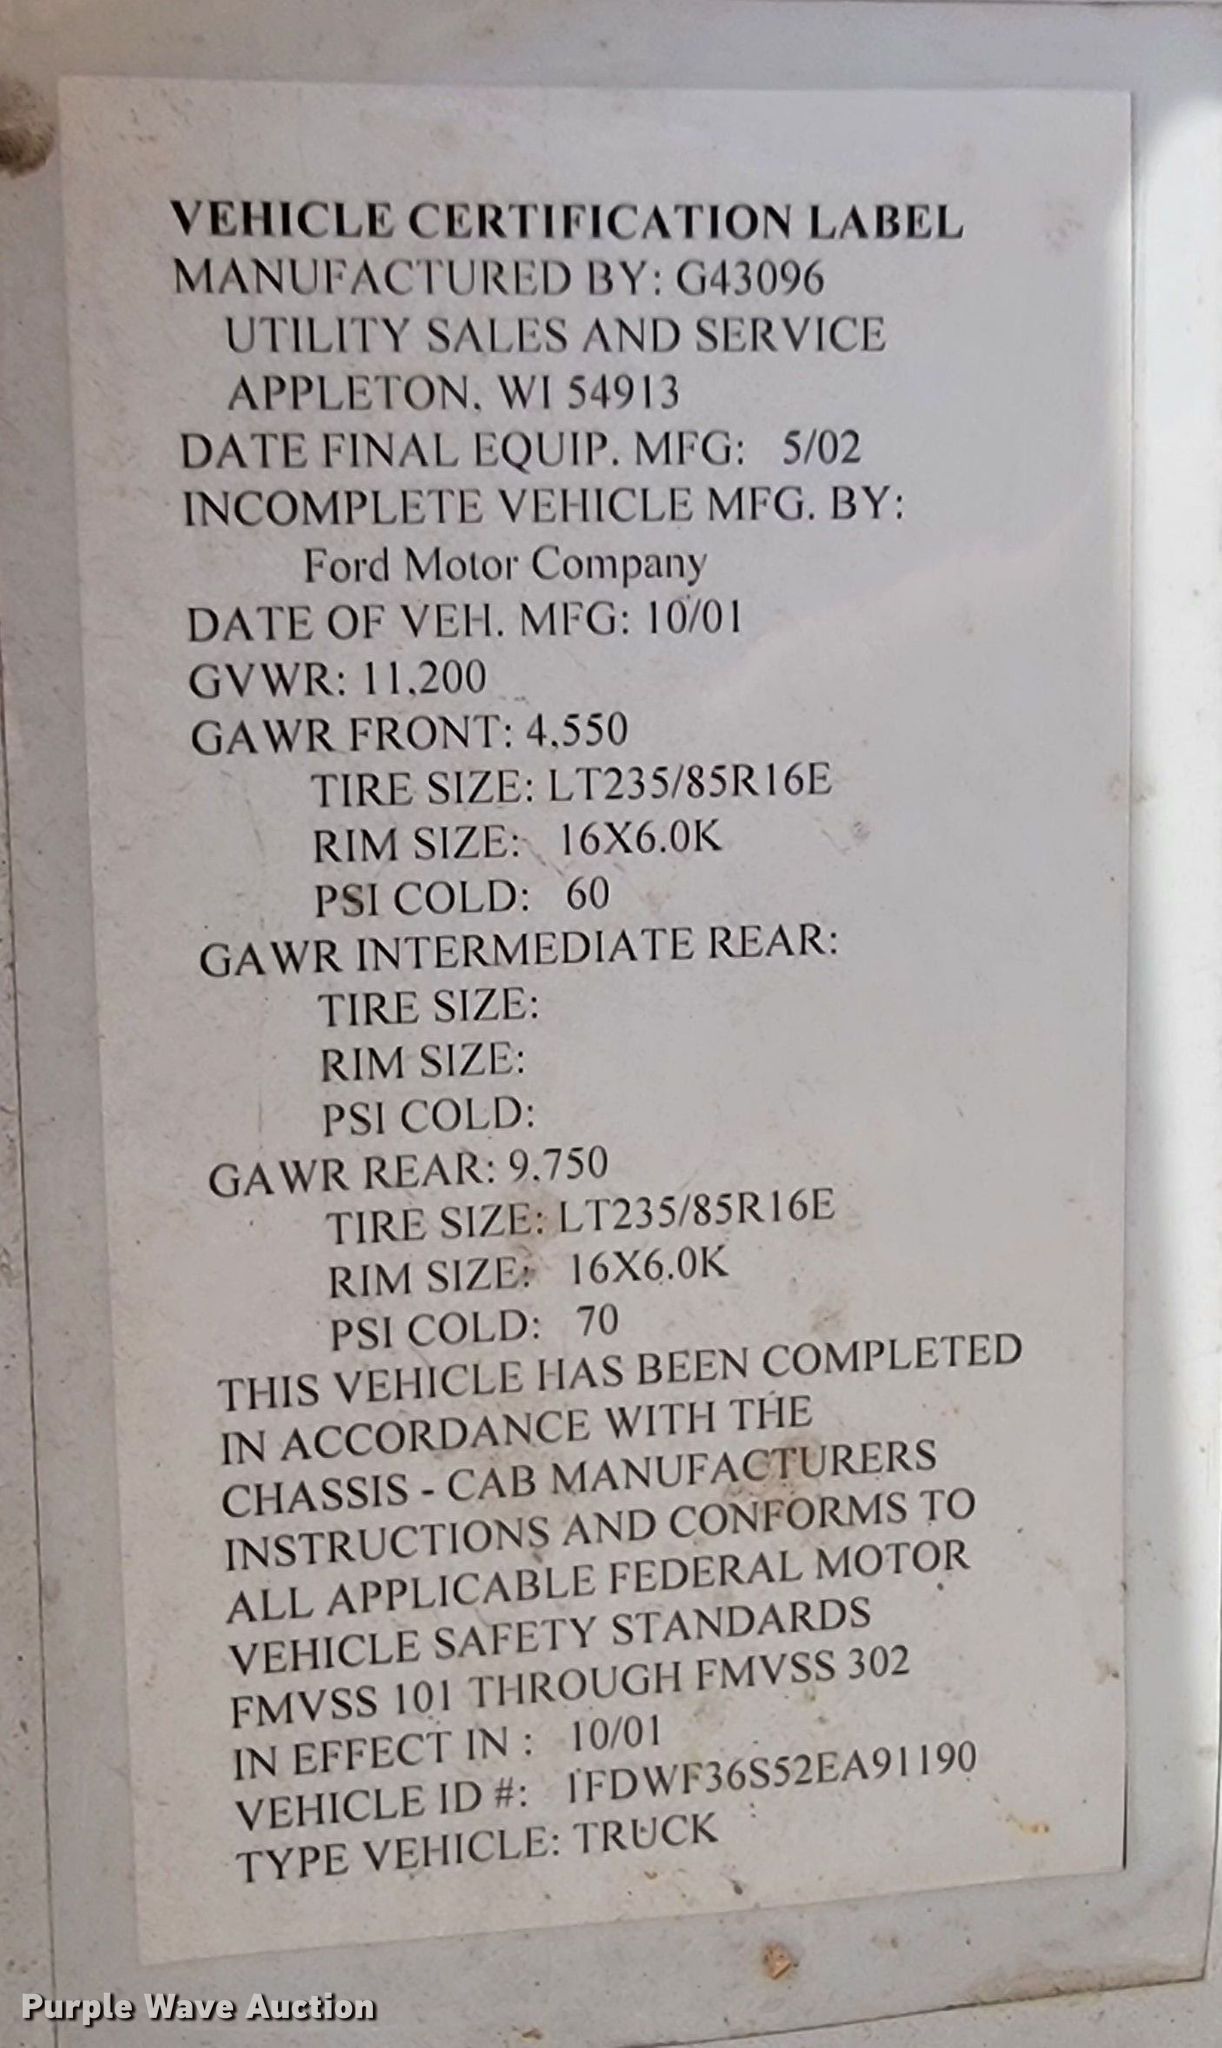 VEHICLE CERTIFICATION LABEL
MANUFACTURED BY: G43096
UTILITY SALES AND SERVICE
APPLETON, WI 54913
DATE FINAL EQUIP. MFG: 5/02
INCOMPLETE VEHICLE MFG. BY:
Ford Motor Company
DATE OF VEH. MFG: 10/01
GVWR: 11,200
GAWR FRONT: 4,550
TIRE SIZE: LT235/85R16E
RIM SIZE: 16X6.0K
PSI COLD: 60
GAWR INTERMEDIATE REAR:
TIRE SIZE:
RIM SIZE:
PSI COLD:
GAWR REAR: 9,750
TIRE SIZE: LT235/85R16E
RIM SIZE: 16X6.0K
PSI COLD: 70
THIS VEHICLE HAS BEEN COMPLETED
IN ACCORDANCE WITH THE
CHASSIS - CAB MANUFACTURERS
INSTRUCTIONS AND CONFORMS TO
ALL APPLICABLE FEDERAL MOTOR
VEHICLE SAFETY STANDARDS
FMVSS 101 THROUGH FMVSS 302
IN EFFECT IN : 10/01
VEHICLE ID #: 1FDWF36S52EA91190
TYPE VEHICLE: TRUCK
Purple Wave Auction